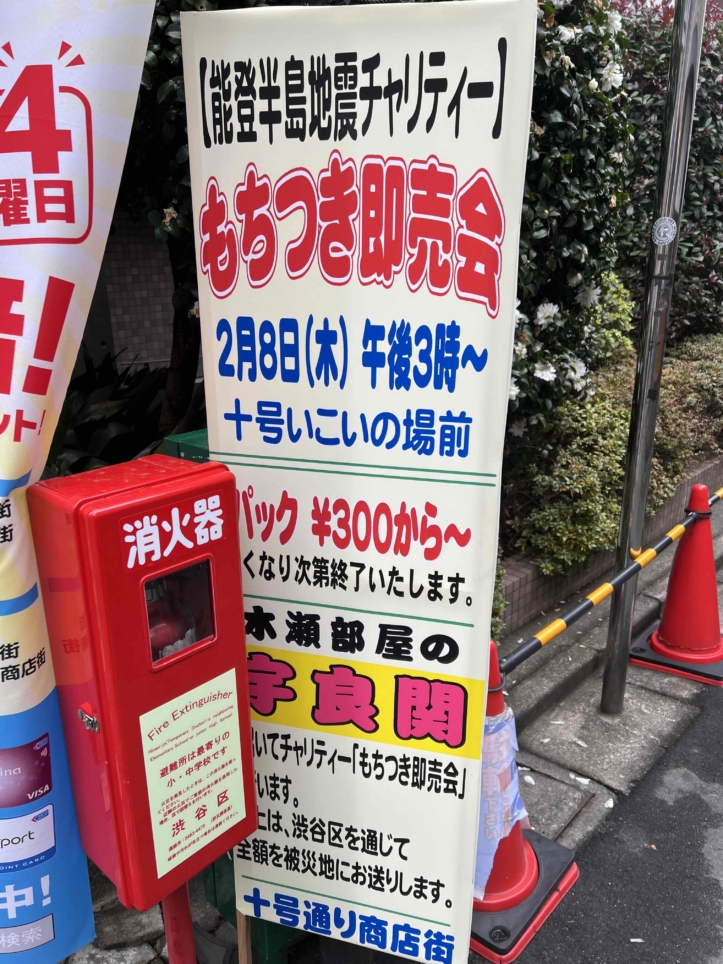 【能登半島地震チャリティー】
もちつき即売会
2月8日(木) 午後3時～
十号いこいの場前
パック ¥300から～
くなり次第終了いたします。
木瀬部屋の
宇良関
いてチャリティー「もちつき即売会」
います。
上は、渋谷区を通じて
全額を被災地にお送りします。
十号通り商店街
消火器
Fire Extinguisher
避難所は最寄りの
小・中学校です
渋谷区
4
曜日
!
ント!
街
街
街
商店街
VISA
port
POINT CARD
中!
検索